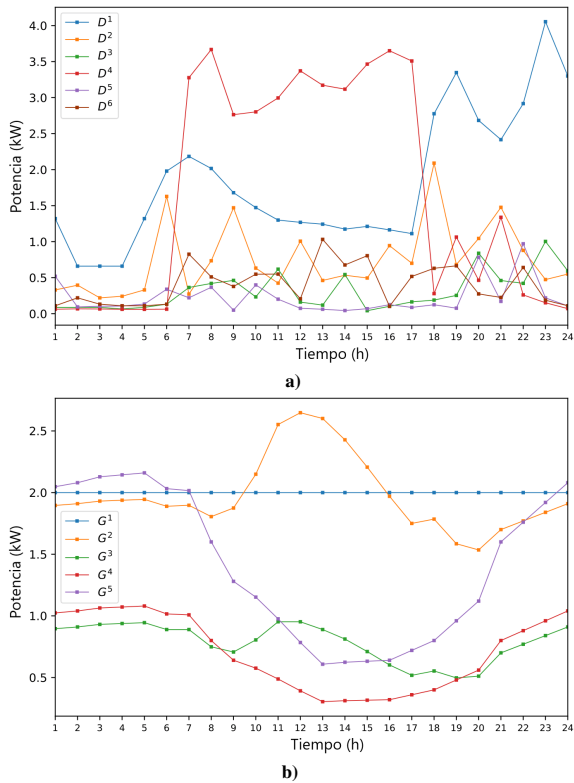 4.0
3.5
3.0
2.5
2.0
1.5
1.0
0.5
0.0
Potencia (kW)
D¹
D²
D³
D⁴
D⁵
D⁶
1 2 3 4 5 6 7 8 9 10 11 12 13 14 15 16 17 18 19 20 21 22 23 24
Tiempo (h)
a)
2.5
2.0
1.5
1.0
0.5
Potencia (kW)
G¹
G²
G³
G⁴
G⁵
1 2 3 4 5 6 7 8 9 10 11 12 13 14 15 16 17 18 19 20 21 22 23 24
Tiempo (h)
b)